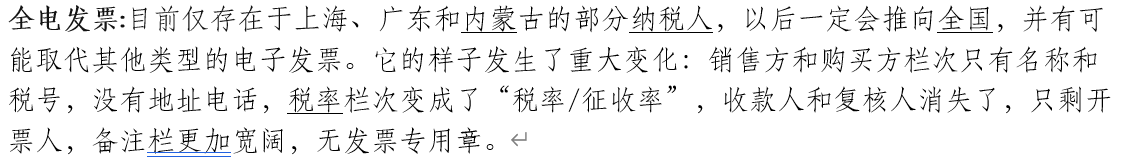 全电发票:目前仅存在于上海、广东和内蒙古的部分纳税人，以后一定会推向全国，并有可
能取代其他类型的电子发票。它的样子发生了重大变化：销售方和购买方栏次只有名称和
税号，没有地址电话，税率栏次变成了“税率/征收率”，收款人和复核人消失了，只剩开
票人，备注栏更加宽阔，无发票专用章。